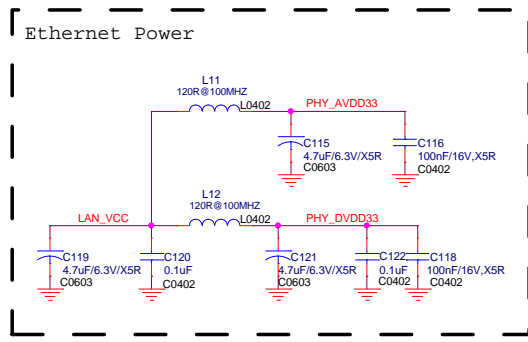 Ethernet Power
L11
120R@100MHZ
L0402
PHY_AVDD33
C115
4.7uF/6.3V/X5R
C0603
C116
100nF/16V,X5R
C0402
L12
120R@100MHZ
LAN_VCC
L0402
PHY_DVDD33
C119
4.7uF/6.3V/X5R
C0603
C120
0.1uF
C0402
C121
4.7uF/6.3V/X5R
C0603
C122
0.1uF
C0402
C118
100nF/16V,X5R
C0402